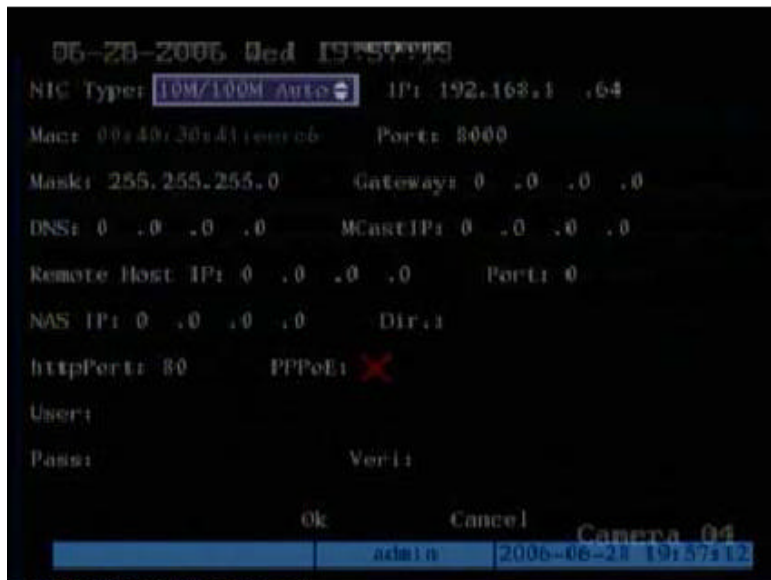 06-28-2006 Wed 19:57:13
NIC Type: 10M/100M Auto IP: 192.168.1 .64
Mac: Port: 8000
Mask: 255.255.255.0 Gateway: 0 .0 .0 .0
DNS: 0 .0 .0 .0 MCastIP: 0 .0 .0 .0
Remote Host IP: 0 .0 .0 .0 Port: 0
NAS IP: 0 .0 .0 .0 Dir.:
httpPort: 80 PPPoE:
User:
Pass: Veri:
Ok Cancel
Camera 04
admin 2006-06-28 19:57:12